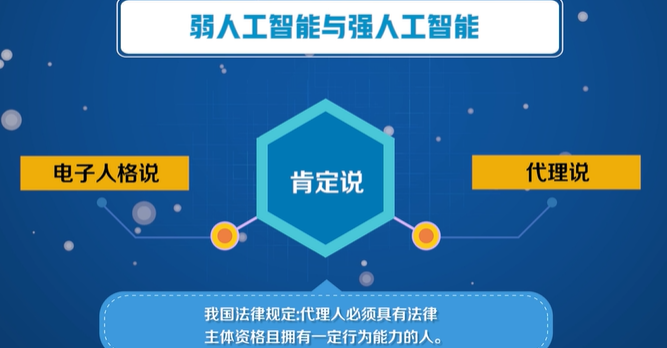 弱人工智能与强人工智能
电子人格说
肯定说
代理说
我国法律规定:代理人必须具有法律
主体资格且拥有一定行为能力的人。